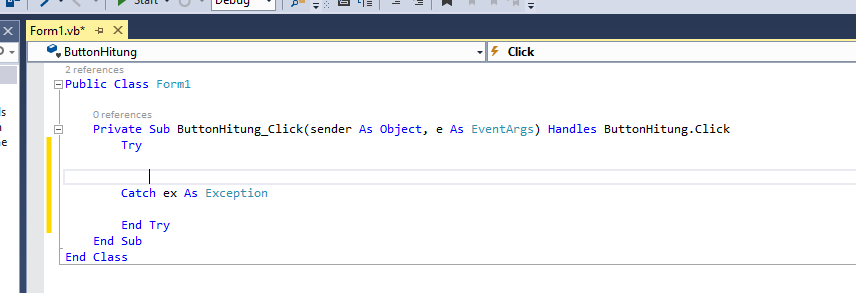 Start
Debug
Form1.vb*
ButtonHitung
Click
2 references
Public Class Form1
0 references
Private Sub ButtonHitung_Click(sender As Object, e As EventArgs) Handles ButtonHitung.Click
Try
Catch ex As Exception
End Try
End Sub
End Class